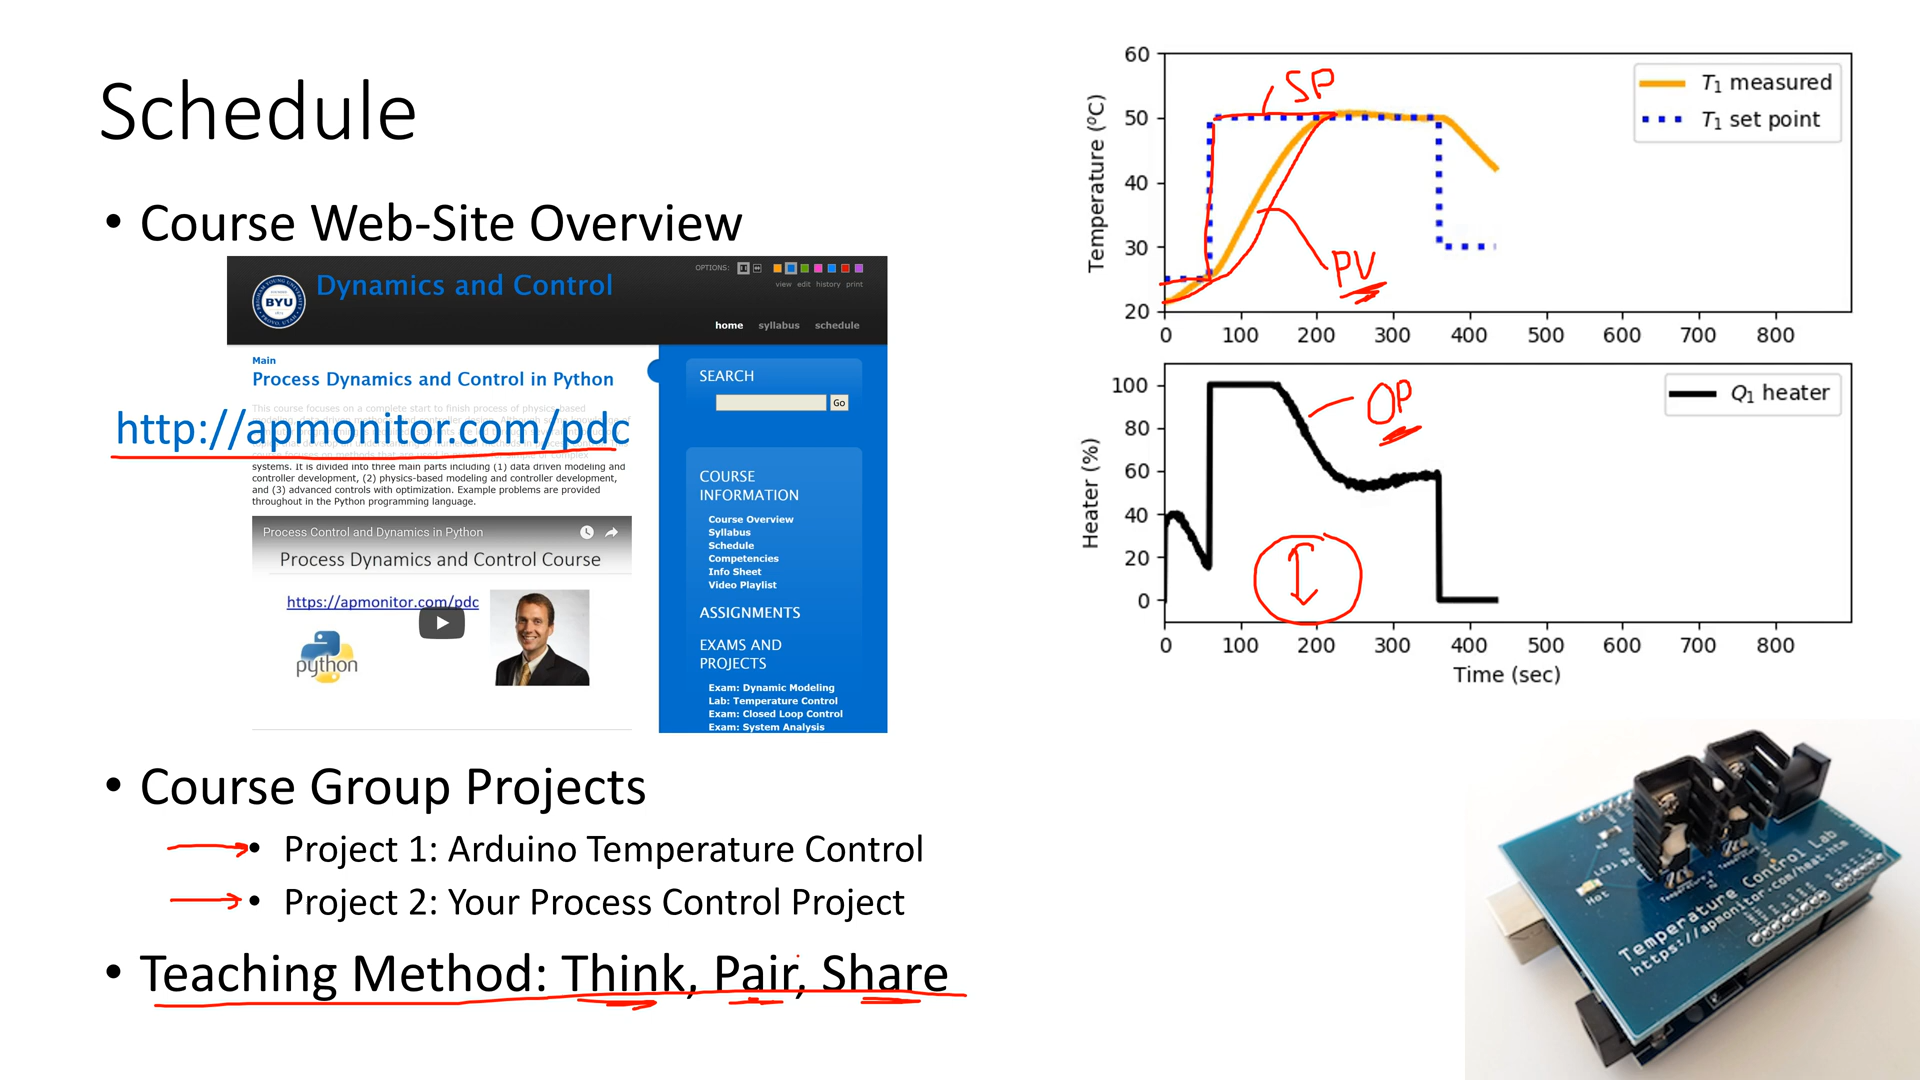 Schedule
• Course Web-Site Overview
BYU
Dynamics and Control
OPTIONS:
view edit history print
home syllabus schedule
Main
Process Dynamics and Control in Python
http://apmonitor.com/pdc
systems. It is divided into three main parts including (1) data driven modeling and
controller development, (2) physics-based modeling and controller development,
and (3) advanced controls with optimization. Example problems are provided
throughout in the Python programming language.
Process Control and Dynamics in Python
Process Dynamics and Control Course
https://apmonitor.com/pdc
python
SEARCH
Go
COURSE
INFORMATION
Course Overview
Syllabus
Schedule
Competencies
Info Sheet
Video Playlist
ASSIGNMENTS
EXAMS AND
PROJECTS
Exam: Dynamic Modeling
Lab: Temperature Control
Exam: Closed Loop Control
Exam: System Analysis
• Course Group Projects
• Project 1: Arduino Temperature Control
• Project 2: Your Process Control Project
• Teaching Method: Think, Pair, Share
Temperature (ºC)
60
50
40
30
20
0 100 200 300 400 500 600 700 800
T1 measured
T1 set point
SP
PV
Heater (%)
100
80
60
40
20
0
0 100 200 300 400 500 600 700 800
Time (sec)
Q1 heater
OP
Temperature Control Lab
https://apmonitor.com/heat.htm
Hot
LED1